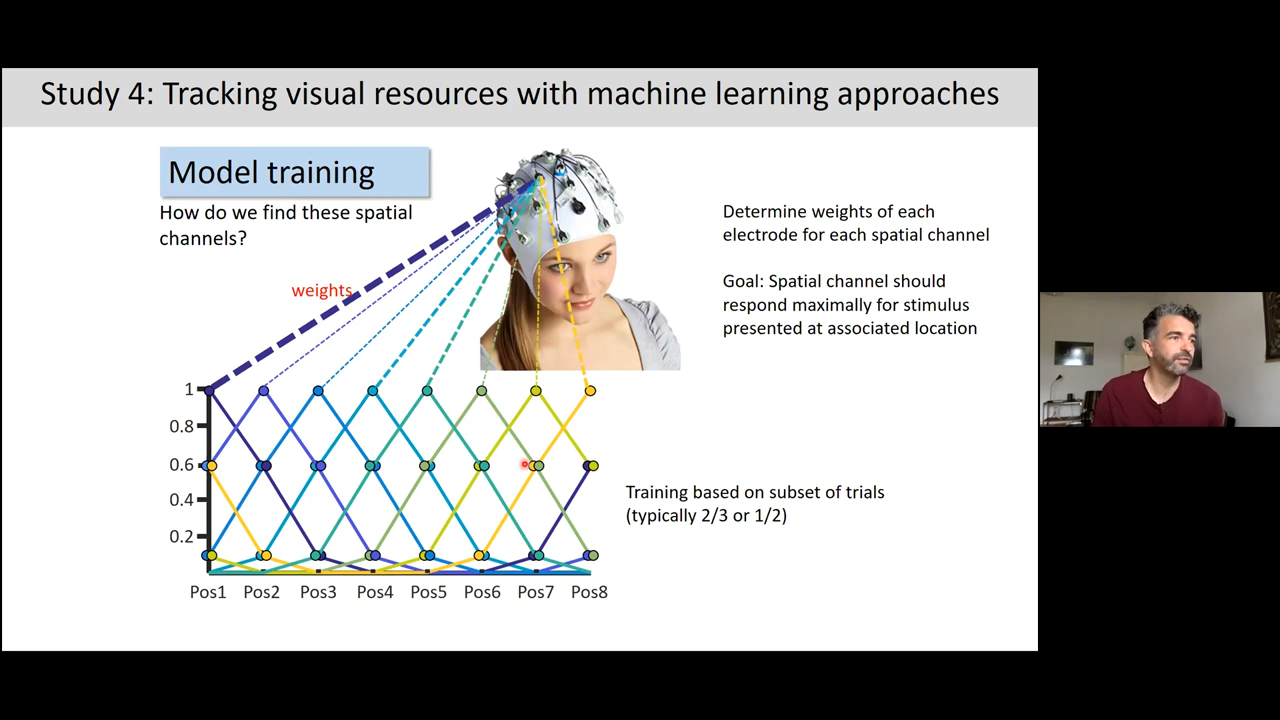 Study 4: Tracking visual resources with machine learning approaches
Model training
How do we find these spatial
channels?
weights
Determine weights of each
electrode for each spatial channel
Goal: Spatial channel should
respond maximally for stimulus
presented at associated location
1
0.8
0.6
0.4
0.2
Pos1 Pos2 Pos3 Pos4 Pos5 Pos6 Pos7 Pos8
Training based on subset of trials
(typically 2/3 or 1/2)